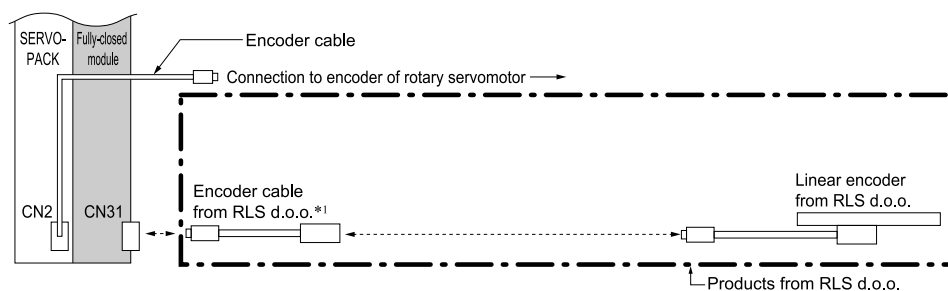 SERVO-
PACK
Fully-closed
module
Encoder cable
Connection to encoder of rotary servomotor
CN2
CN31
Encoder cable
from RLS d.o.o.*1
Linear encoder
from RLS d.o.o.
Products from RLS d.o.o.